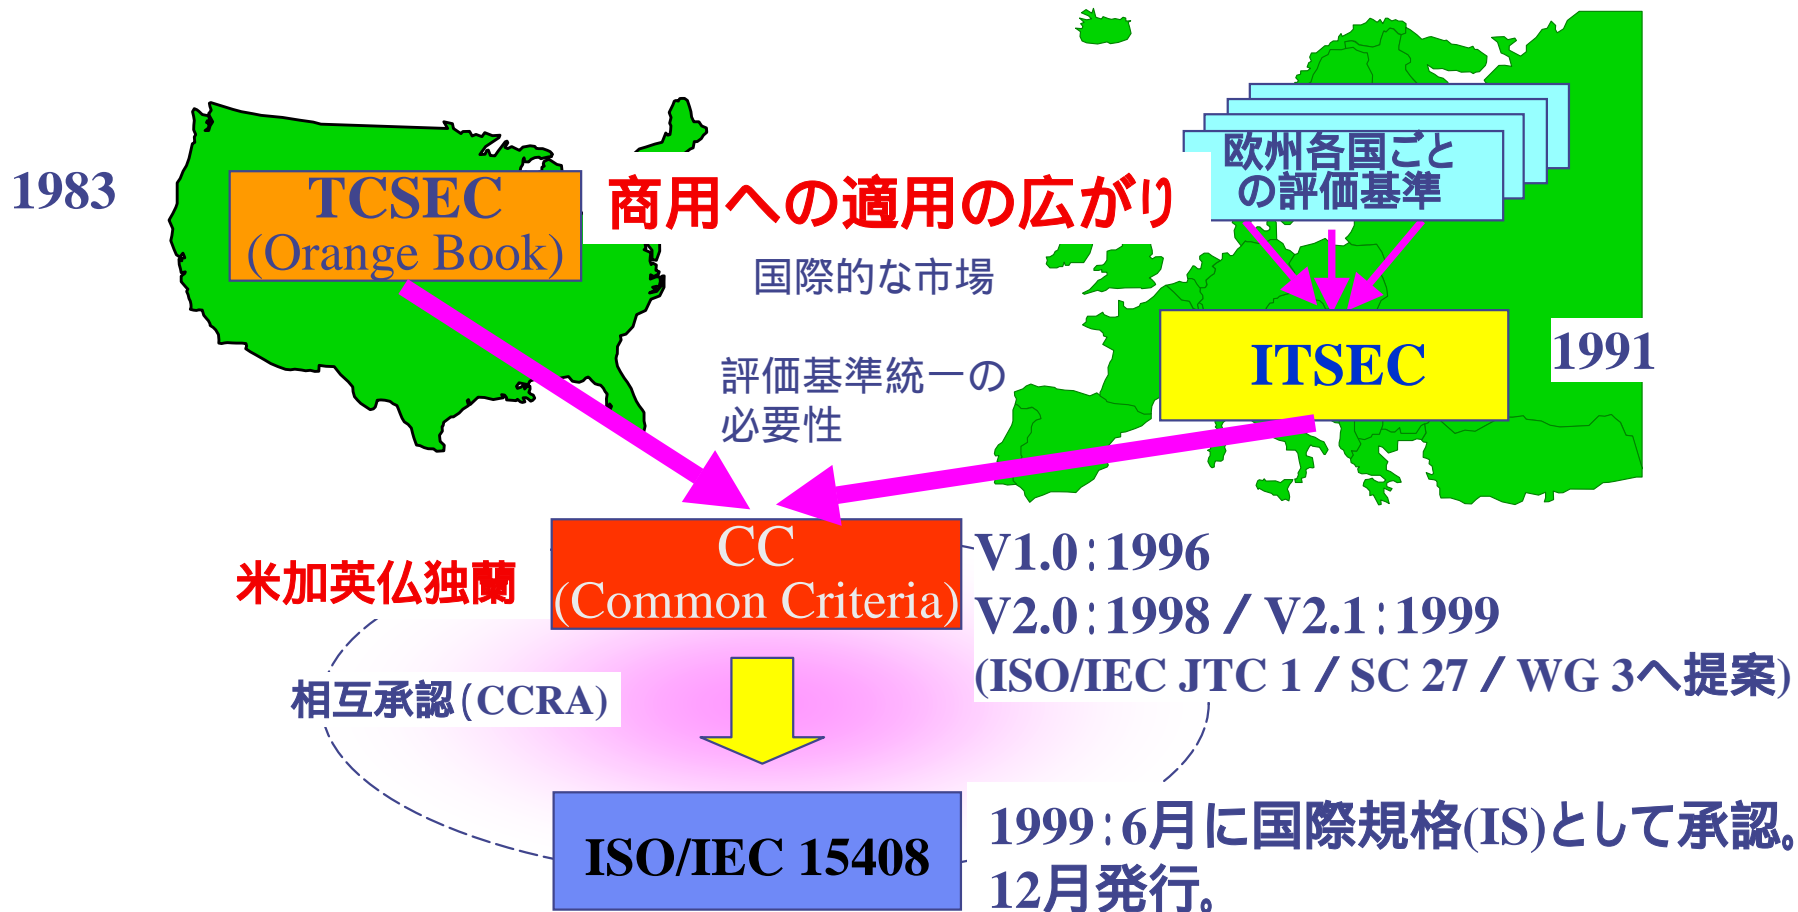 1983
TCSEC
(Orange Book)
商用への適用の広がり
欧州各国ごと
の評価基準
国際的な市場
ITSEC
1991
評価基準統一の
必要性
CC
(Common Criteria)
米加英仏独蘭
V1.0:1996
V2.0:1998/V2.1:1999
(ISO/IEC JTC 1/SC 27/WG 3へ提案)
相互承認(CCRA)
ISO/IEC 15408
1999:6月に国際規格(IS)として承認。
12月発行。